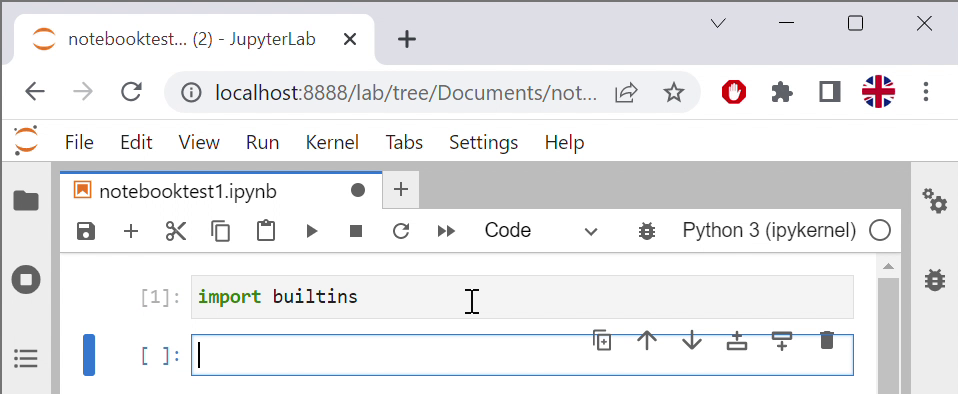 notebooktest... (2) - JupyterLab
localhost:8888/lab/tree/Documents/not...
File Edit View Run Kernel Tabs Settings Help
notebooktest1.ipynb
Code Python 3 (ipykernel)
[1]: import builtins
[ ]: